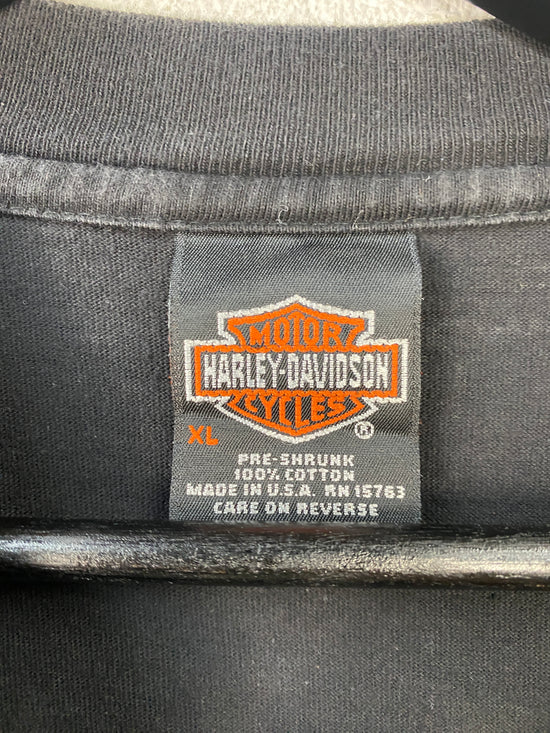 MOTOR
HARLEY-DAVIDSON
CYCLES
XL
®
PRE-SHRUNK
100% COTTON
MADE IN U.S.A. RN 15763
CARE ON REVERSE